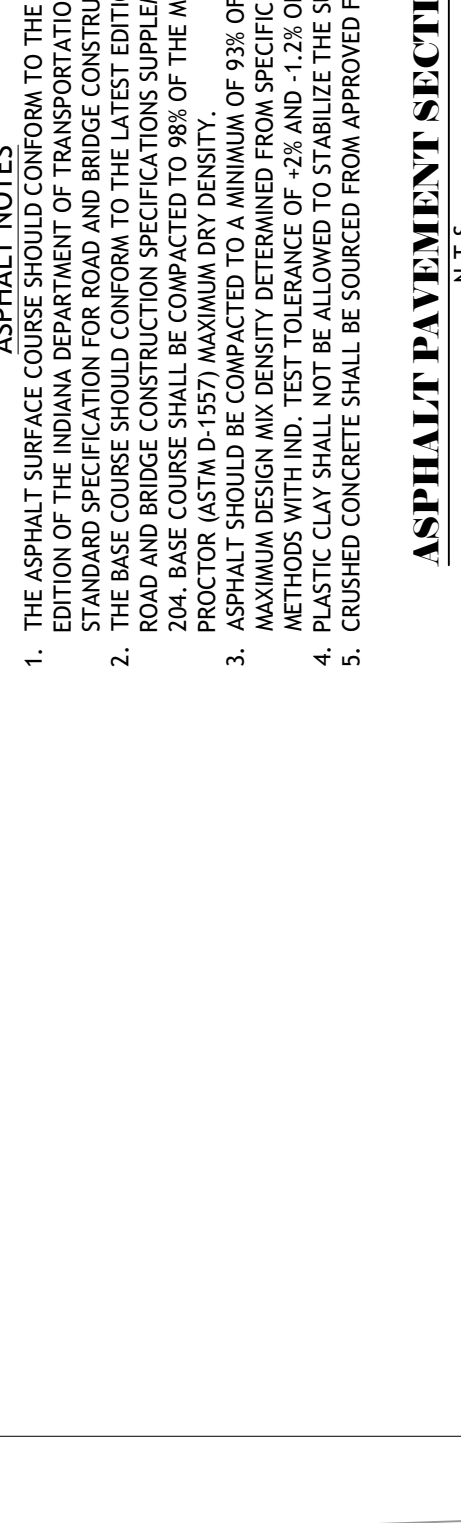 ASPHALT NOTES
1. THE ASPHALT SURFACE COURSE SHOULD CONFORM TO THE
EDITION OF THE INDIANA DEPARTMENT OF
STANDARD SPECIFICATION FOR ROAD AND BRIDGE
2. THE BASE COURSE SHOULD CONFORM TO THE LATEST
ROAD AND BRIDGE CONSTRUCTION SPECIFICATIONS
204. BASE COURSE SHALL BE COMPACTED TO 98% OF THE
PROCTOR (ASTM D-1557) MAXIMUM DRY DENSITY.
3. ASPHALT SHOULD BE COMPACTED TO A MINIMUM OF 93% OF
MAXIMUM DESIGN MIX DENSITY DETERMINED FROM SPECIFIC
METHODS WITH IND. TEST TOLERANCE OF +2% AND -1.2%
4. PLASTIC CLAY SHALL NOT BE ALLOWED TO STABILIZE THE
5. CRUSHED CONCRETE SHALL BE SOURCED FROM APPROVED
ASPHALT PAVEMENT
N.T.S.